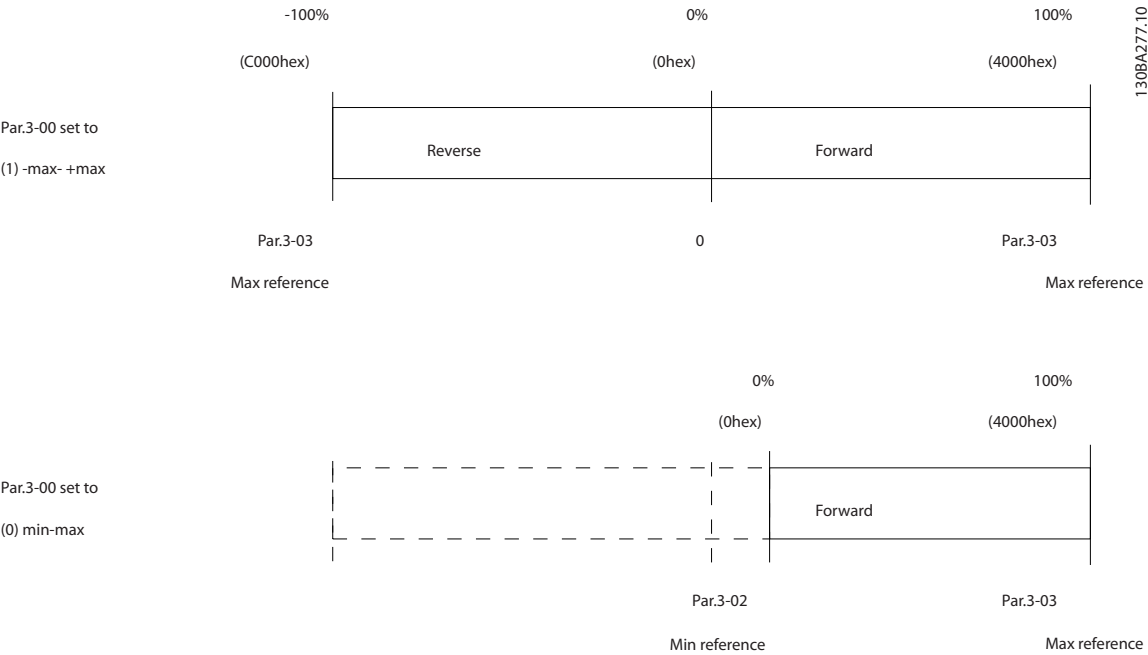 -100% 0% 100%
(C000hex) (0hex) (4000hex)
130BA277.10
Par.3-00 set to
(1) -max- +max
Reverse Forward
Par.3-03 0 Par.3-03
Max reference Max reference
0% 100%
(0hex) (4000hex)
Par.3-00 set to
(0) min-max
Forward
Par.3-02 Par.3-03
Min reference Max reference